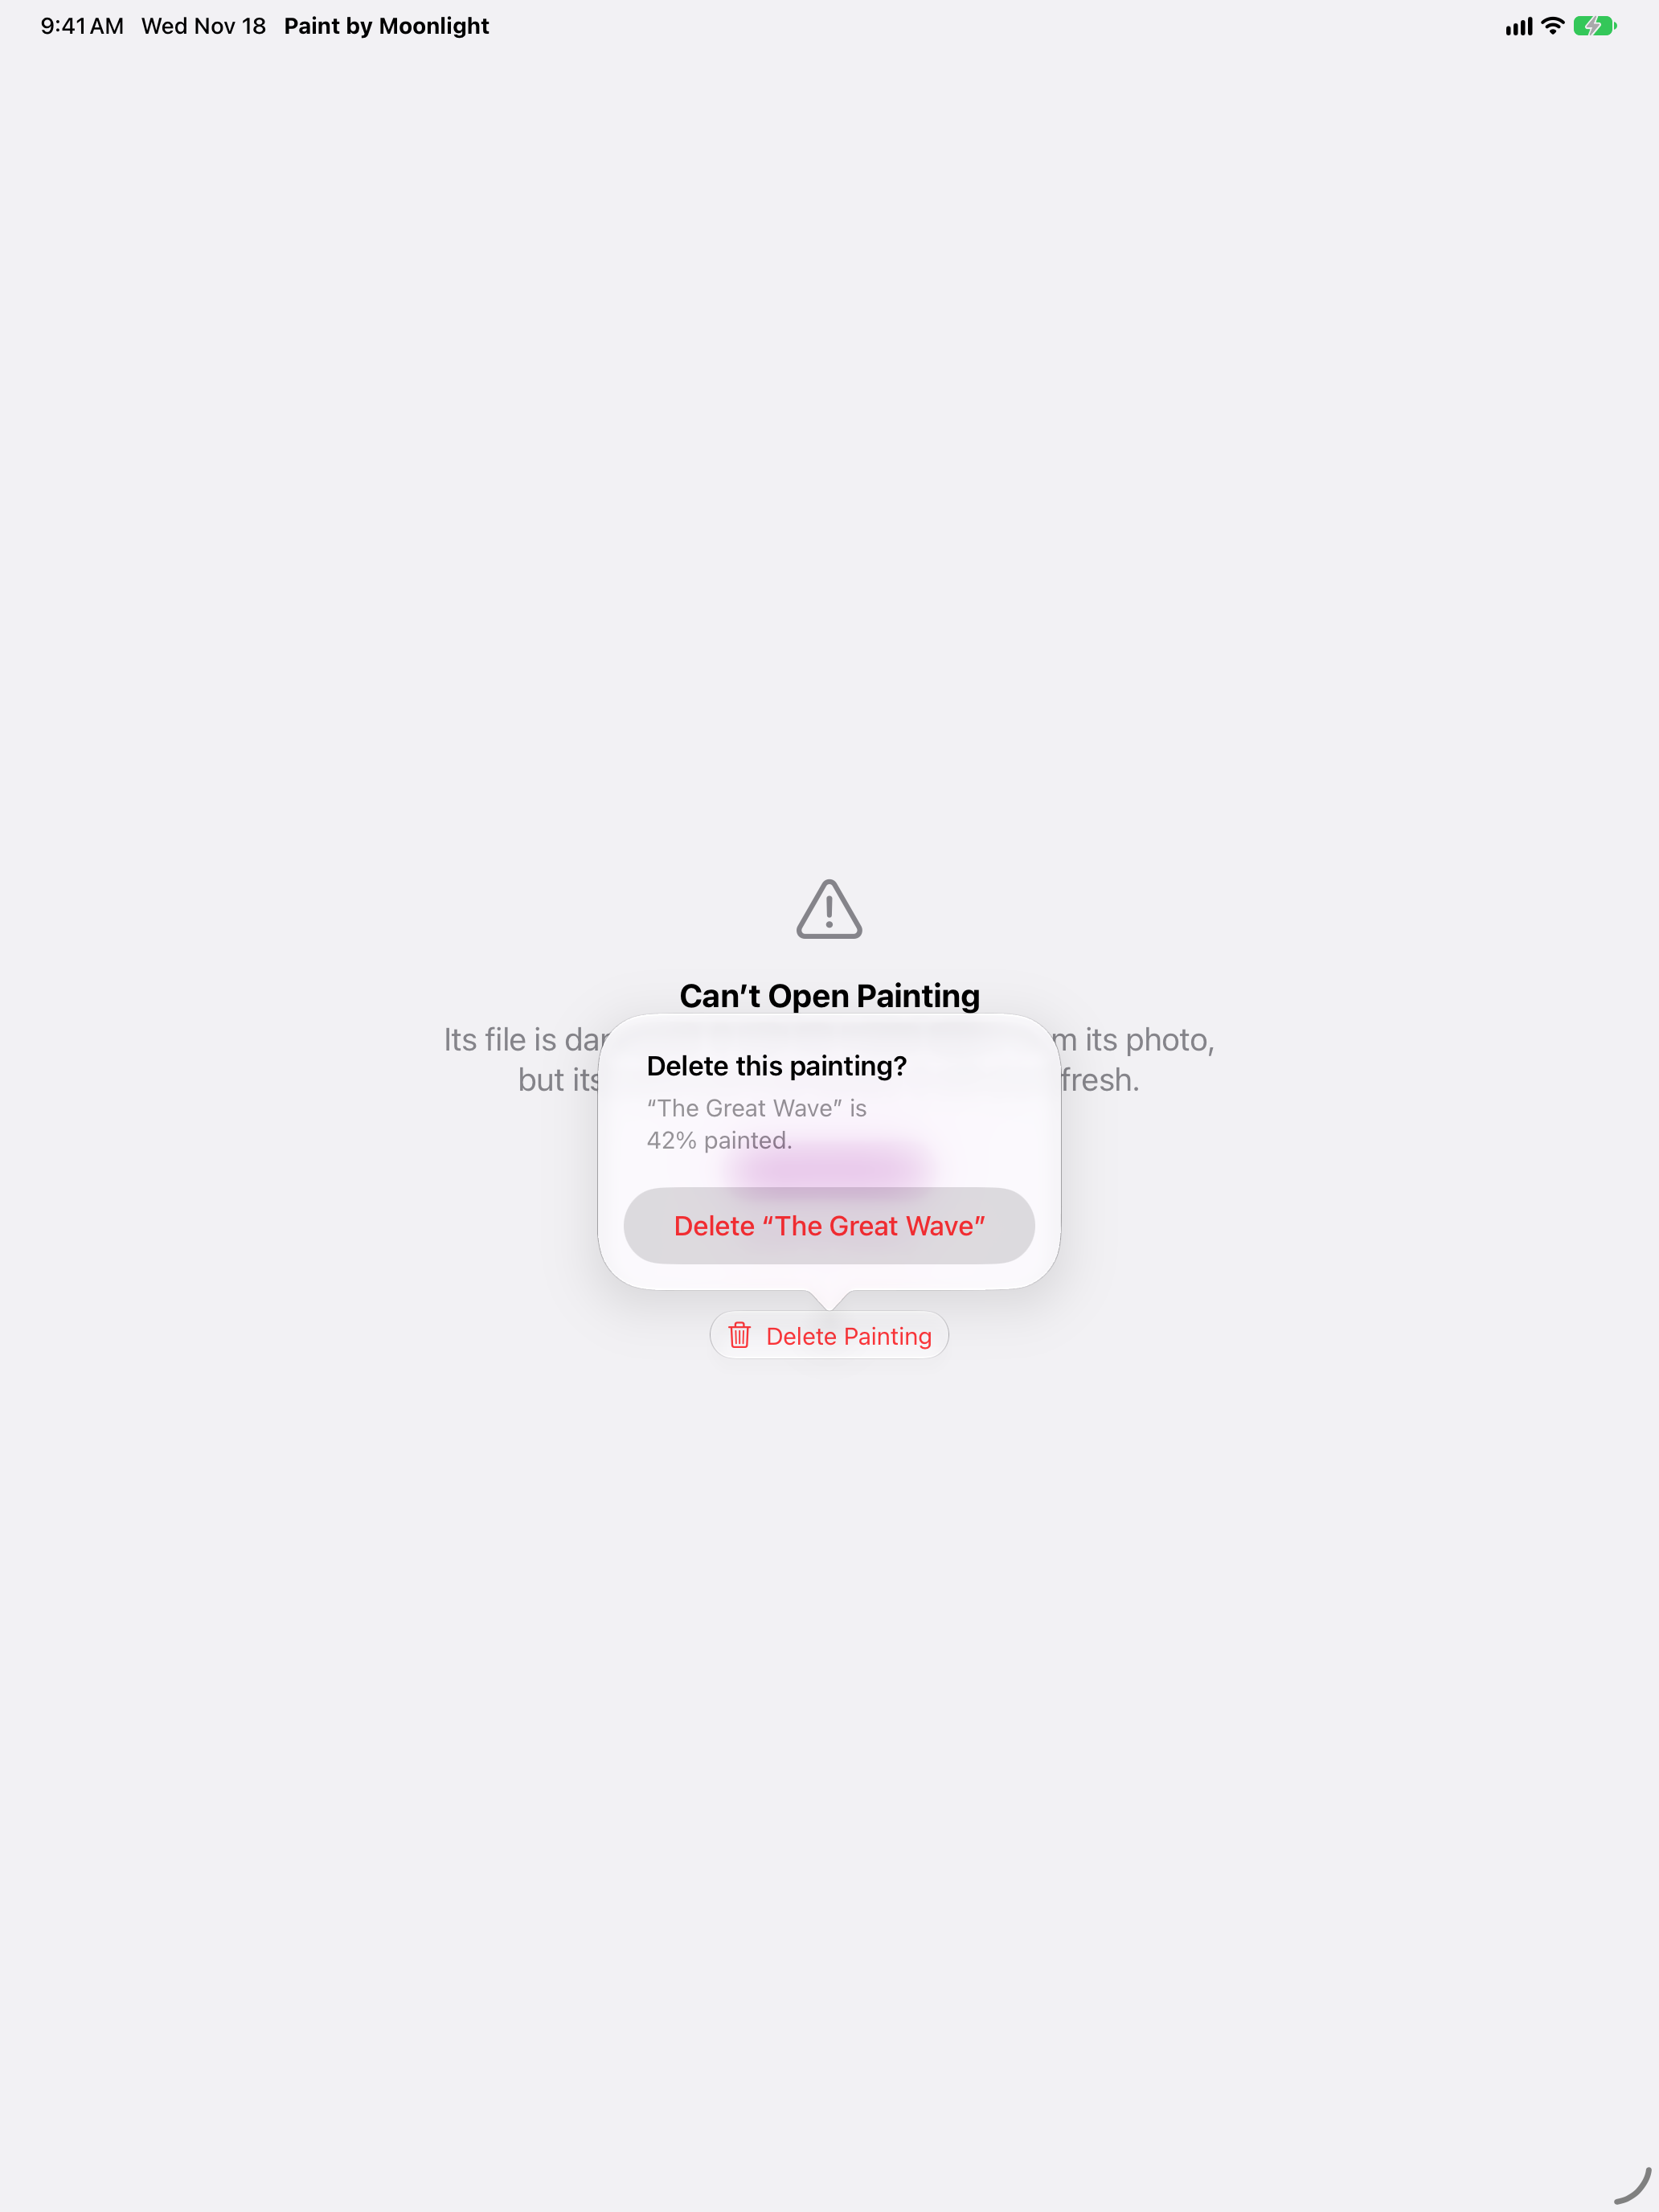 9:41 AM Wed Nov 18 Paint by Moonlight
Can’t Open Painting
Its file is m its photo,
but its fresh.
Delete this painting?
“The Great Wave” is
42% painted.
Delete “The Great Wave”
Delete Painting